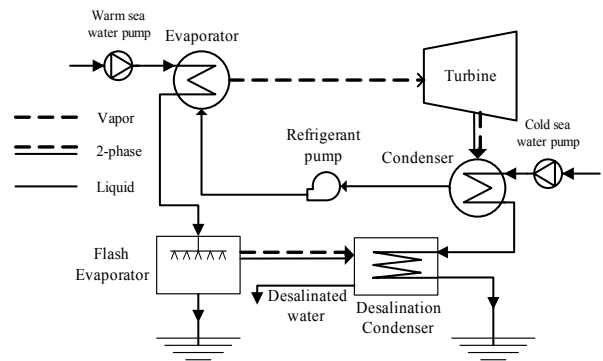 Warm sea
water pump
Evaporator
Turbine
Vapor
2-phase
Liquid
Refrigerant
pump
Condenser
Cold sea
water pump
Flash
Evaporator
Desalinated
water
Desalination
Condenser